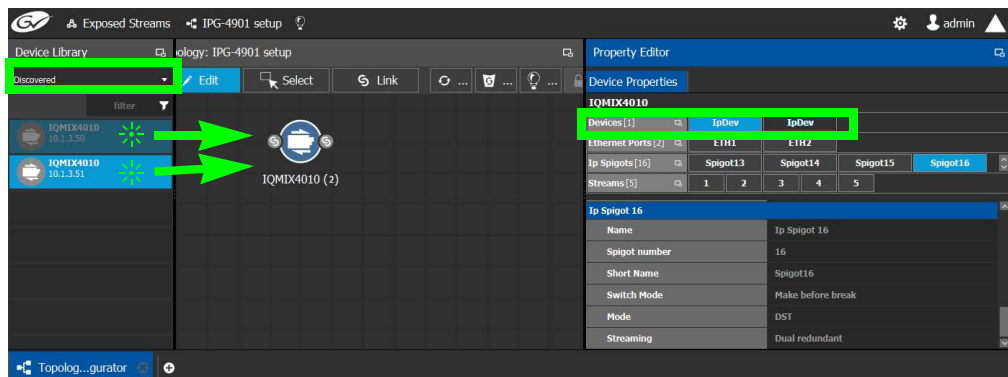 GV Exposed Streams IPG-4901 setup admin
Device Library
ology: IPG-4901 setup
Property Editor
Discovered
Edit Select Link ... ... ...
Device Properties
filter
IQMIX4010
Devices [1] IpDev IpDev
IQMIX4010
10.1.3.50
Ethernet Ports [2] ETH1 ETH2
IQMIX4010
10.1.3.51
Ip Spigots [16] Spigot13 Spigot14 Spigot15 Spigot16
IQMIX4010 (2)
Streams [5] 1 2 3 4 5
Ip Spigot 16
Name Ip Spigot 16
Spigot number 16
Short Name Spigot16
Switch Mode Make before break
Mode DST
Streaming Dual redundant
Topolog...gurator